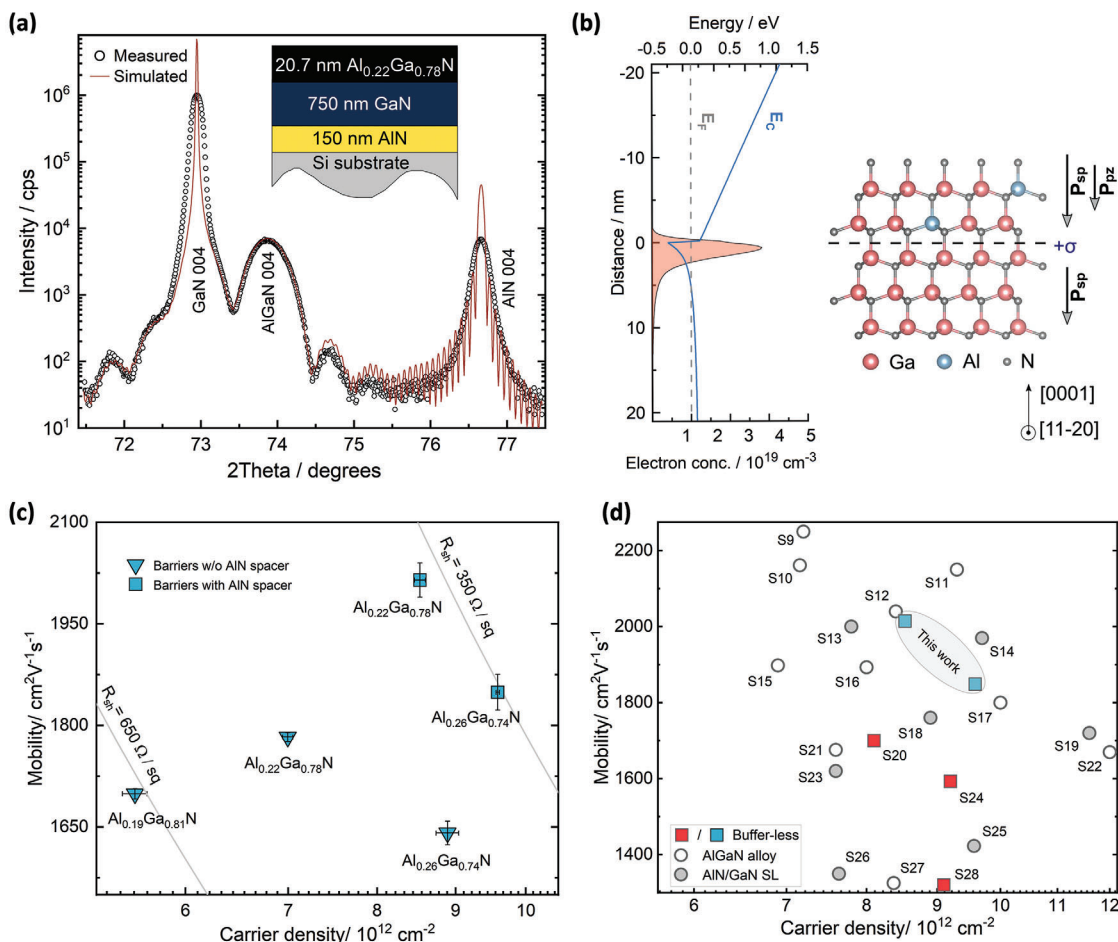 (a)
Measured
Simulated
20.7 nm Al0.22Ga0.78N
750 nm GaN
150 nm AlN
Si substrate
GaN 004
AlGaN 004
AlN 004
10^7
10^6
10^5
10^4
10^3
10^2
10^1
Intensity / cps
72 73 74 75 76 77
2Theta / degrees
(b)
Energy / eV
-0.5 0.0 0.5 1.0 1.5
-20
-10
0
10
20
Distance / nm
EF
EC
1 2 3 4 5
Electron conc. / 10^19 cm^-3
Psp
Ppz
+σ
Psp
Ga Al N
[0001]
[11-20]
(c)
2100
1950
1800
1650
Mobility/ cm^2V^-1s^-1
Barriers w/o AlN spacer
Barriers with AlN spacer
Rsh = 350 Ω / sq
Rsh = 650 Ω / sq
Al0.22Ga0.78N
Al0.26Ga0.74N
Al0.22Ga0.78N
Al0.19Ga0.81N
Al0.26Ga0.74N
6 7 8 9 10
Carrier density/ 10^12 cm^-2
(d)
2200
2000
1800
1600
1400
Mobility/ cm^2V^-1s^-1
S9
S10
S11
S12
S13
This work
S14
S15
S16
S17
S18
S19
S20
S21
S22
S23
S24
S25
S26
S27
S28
/ Buffer-less
AlGaN alloy
AlN/GaN SL
6 7 8 9 10 11 12
Carrier density/ 10^12 cm^-2